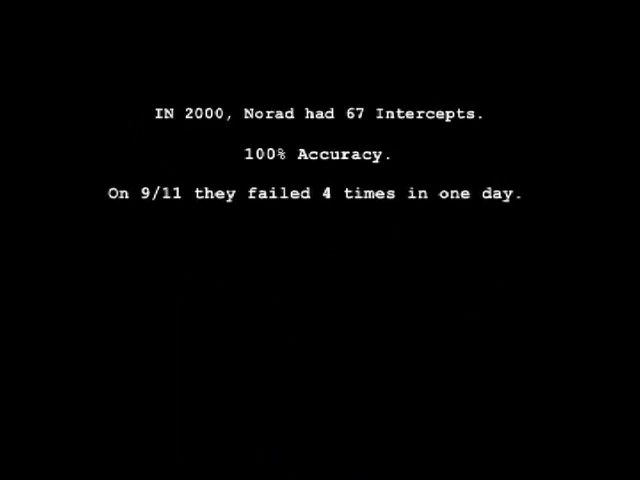 IN 2000, Norad had 67 Intercepts.
100% Accuracy.
On 9/11 they failed 4 times in one day.